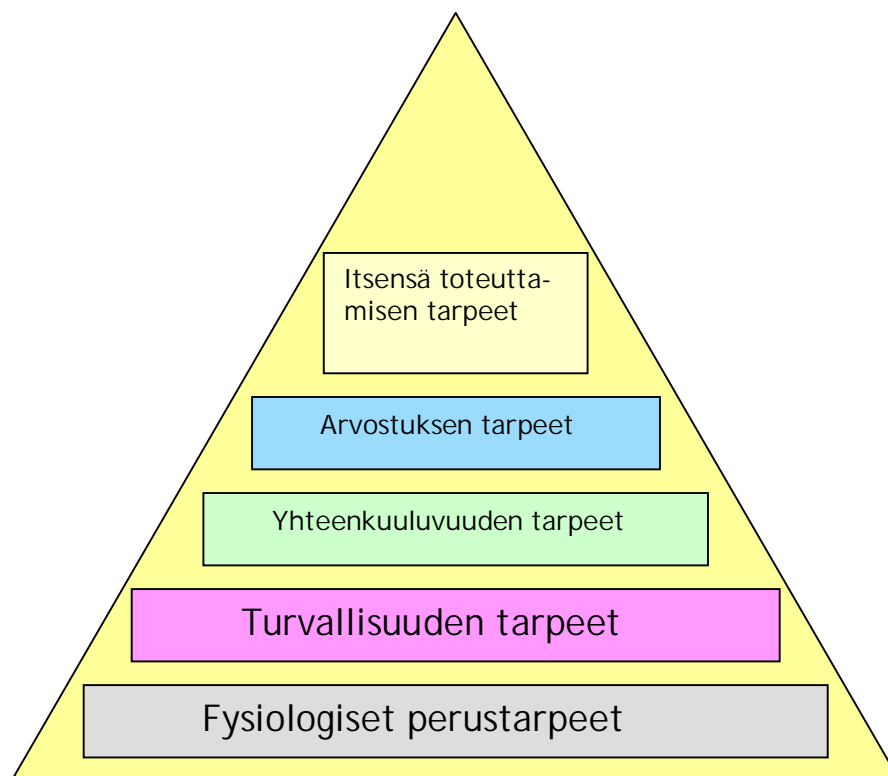 Itsensä toteutta-
misen tarpeet
Arvostuksen tarpeet
Yhteenkuuluvuuden tarpeet
Turvallisuuden tarpeet
Fysiologiset perustarpeet